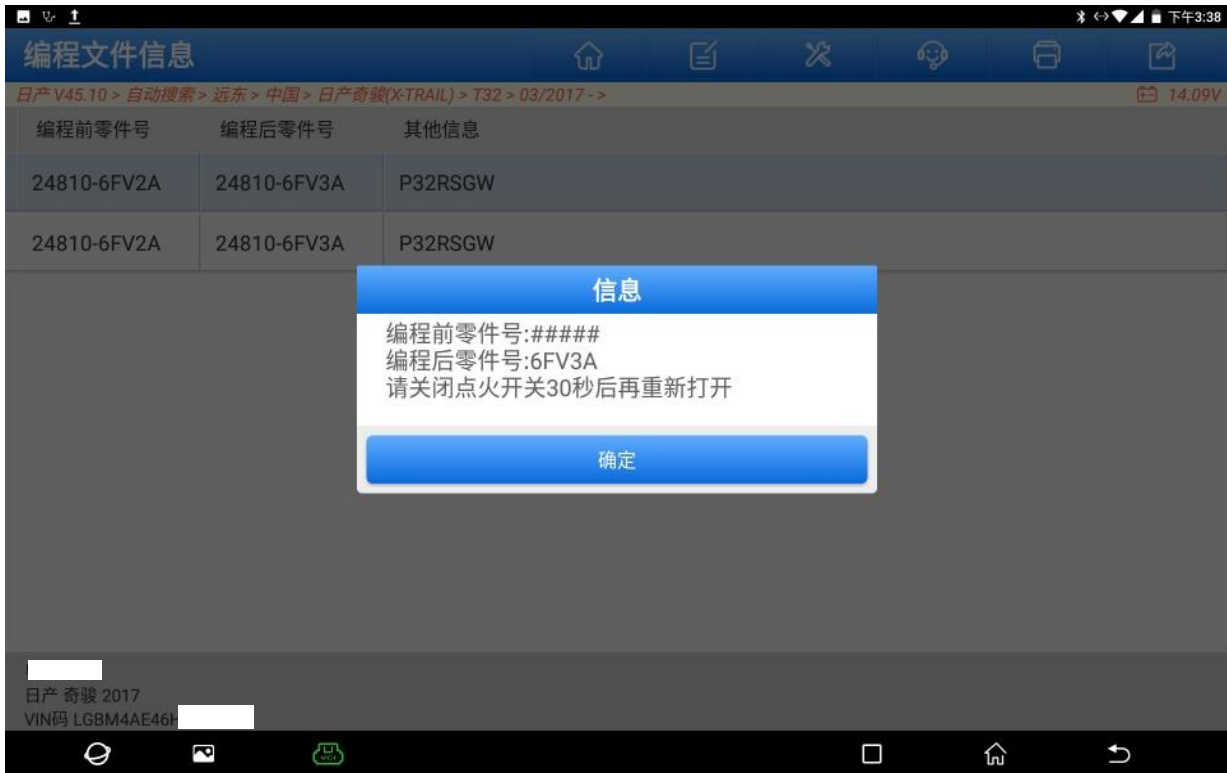 下午3:38
编程文件信息
日产 V45.10 > 自动搜索 > 远东 > 中国 > 日产奇骏(X-TRAIL) > T32 > 03/2017 - >
14.09V
编程前零件号 编程后零件号 其他信息
24810-6FV2A 24810-6FV3A P32RSGW
24810-6FV2A 24810-6FV3A P32RSGW
信息
编程前零件号:#####
编程后零件号:6FV3A
请关闭点火开关30秒后再重新打开
确定
日产 奇骏 2017
VIN码 LGBM4AE46H
VCI